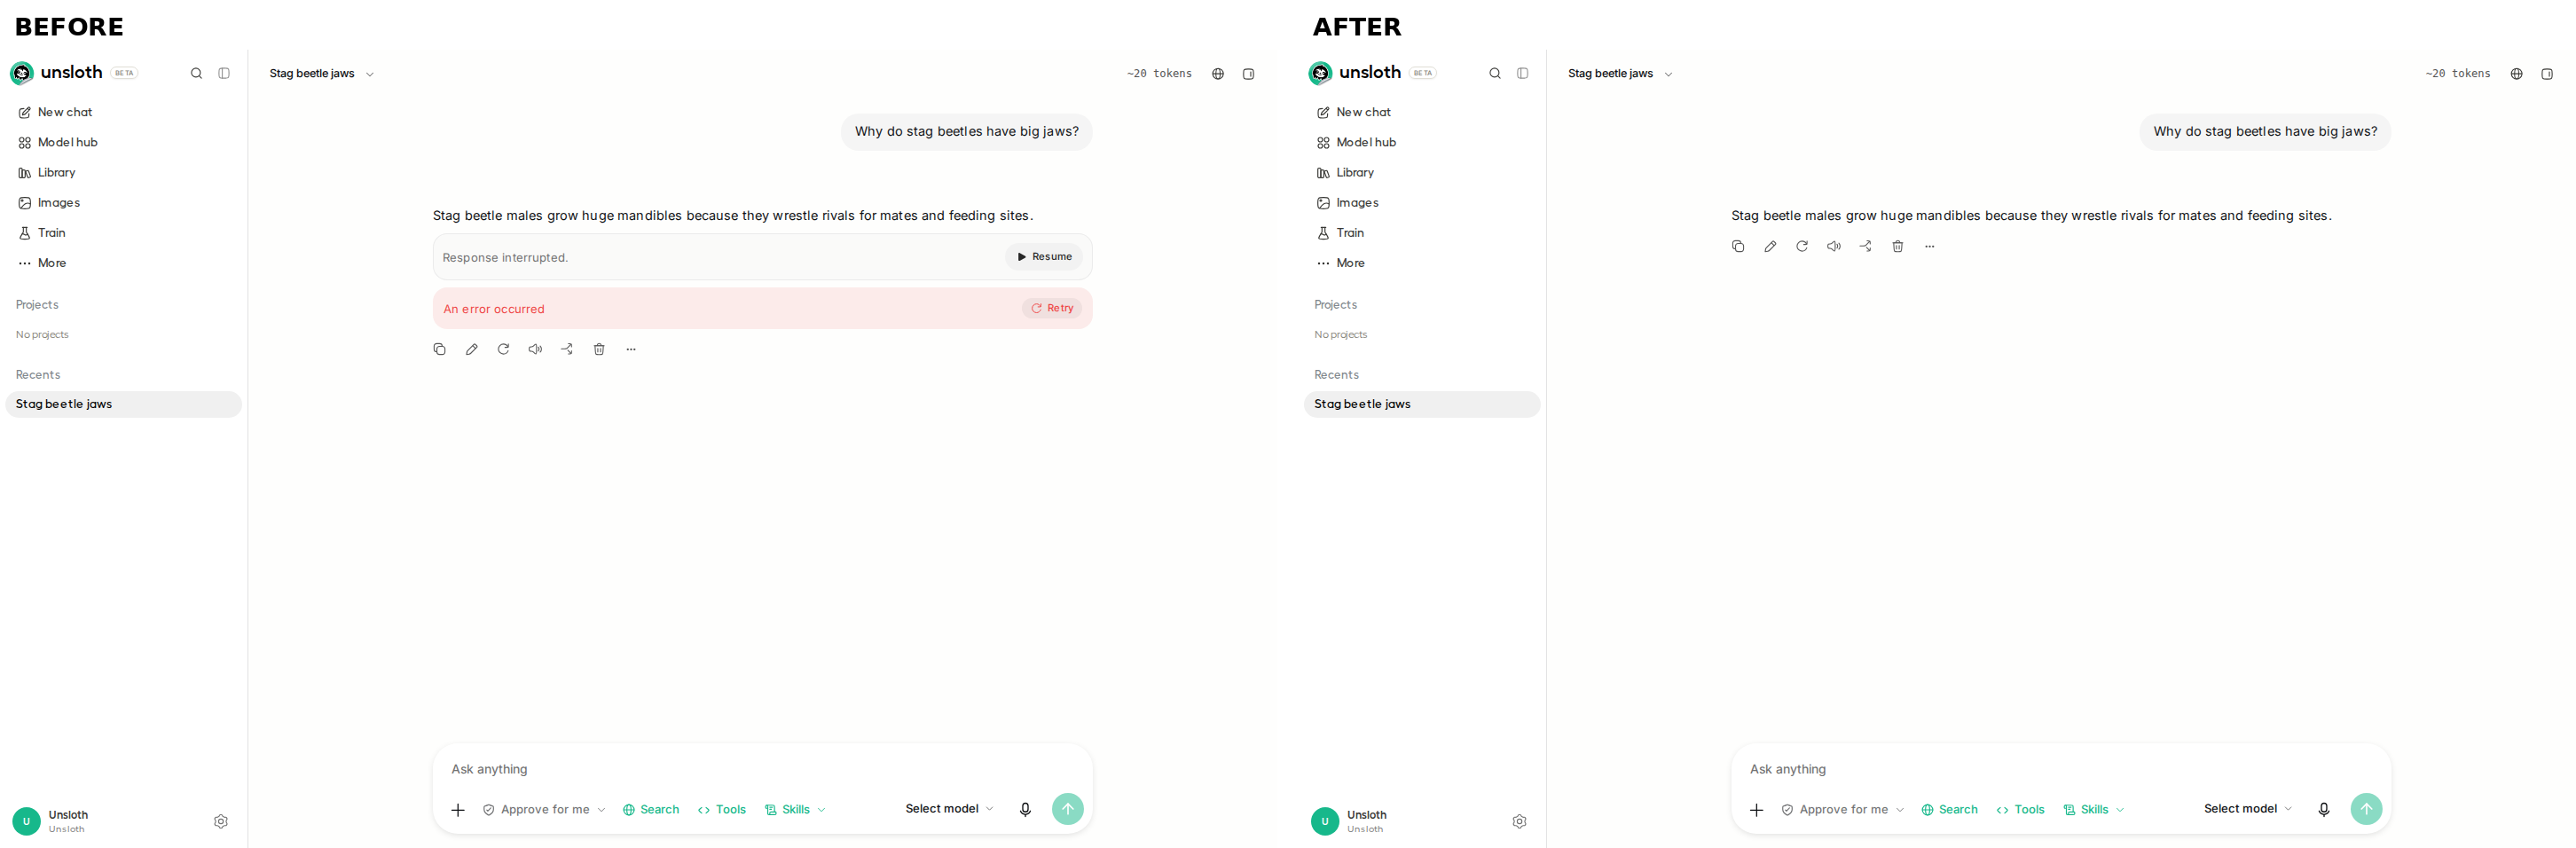 BEFORE
unsloth BETA
New chat
Model hub
Library
Images
Train
More
Projects
No projects
Recents
Stag beetle jaws
Unsloth
Unsloth
U
Stag beetle jaws
~20 tokens
Why do stag beetles have big jaws?
Stag beetle males grow huge mandibles because they wrestle rivals for mates and feeding sites.
Response interrupted.
Resume
An error occurred
Retry
Ask anything
Approve for me
Search
Tools
Skills
Select model
AFTER
unsloth BETA
New chat
Model hub
Library
Images
Train
More
Projects
No projects
Recents
Stag beetle jaws
U
Unsloth
Unsloth
Stag beetle jaws
~20 tokens
Why do stag beetles have big jaws?
Stag beetle males grow huge mandibles because they wrestle rivals for mates and feeding sites.
Ask anything
Approve for me
Search
Tools
Skills
Select model